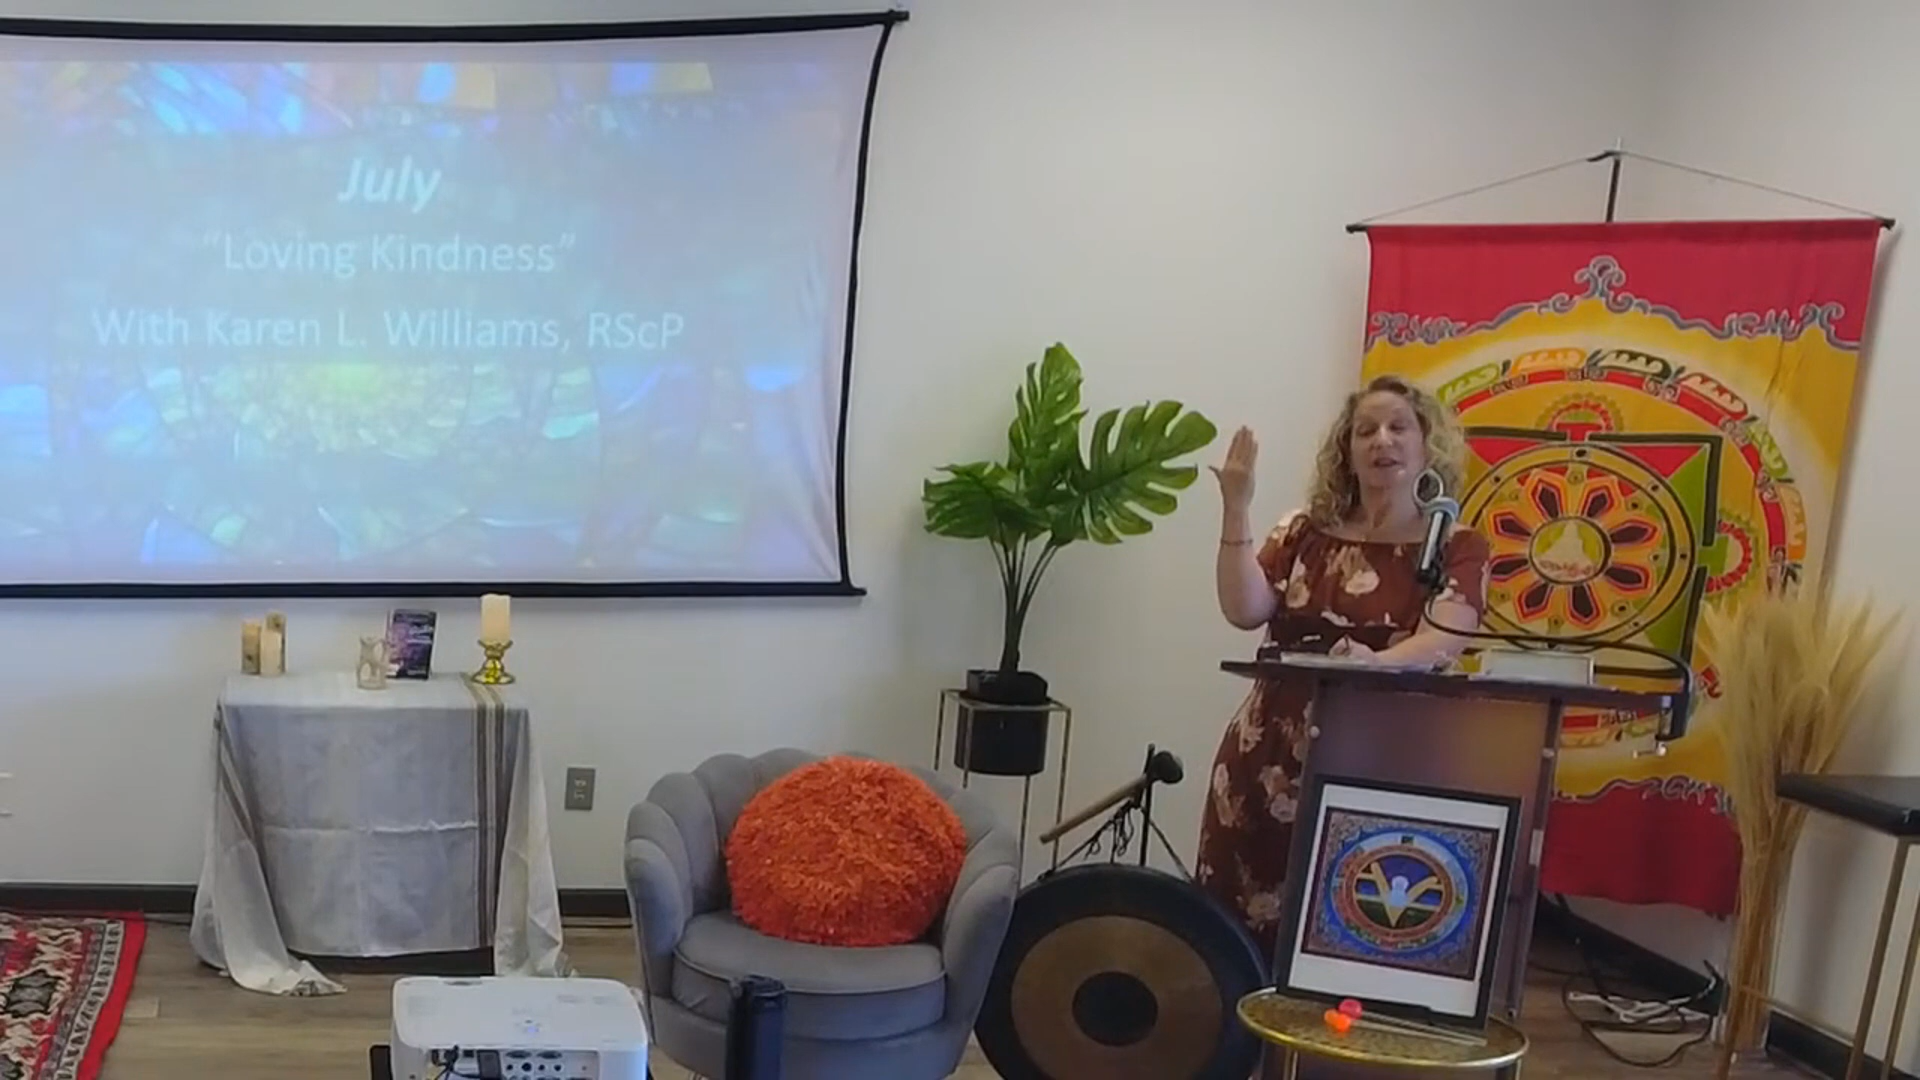 July
“Loving Kindness”
With Karen L. Williams, RScP